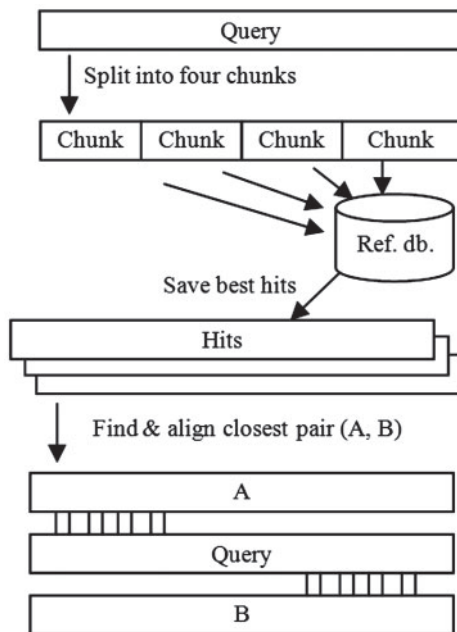 Query
Split into four chunks
Chunk Chunk Chunk Chunk
Ref. db.
Save best hits
Hits
Find & align closest pair (A, B)
A
Query
B